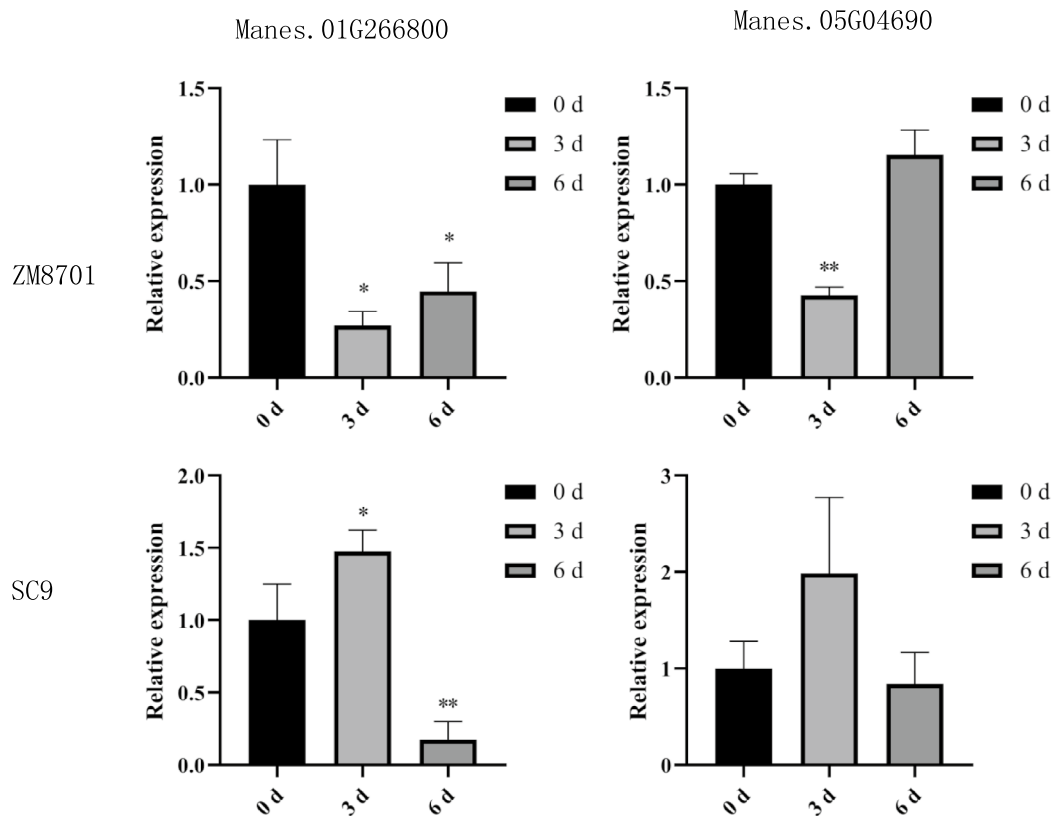 Manes.01G266800
Manes.05G04690
ZM8701
Relative expression
1.5
1.0
0.5
0.0
0 d
3 d
6 d
0 d
3 d
6 d
*
*
Relative expression
1.5
1.0
0.5
0.0
0 d
3 d
6 d
0 d
3 d
6 d
**
SC9
Relative expression
2.0
1.5
1.0
0.5
0.0
0 d
3 d
6 d
0 d
3 d
6 d
*
**
Relative expression
3
2
1
0
0 d
3 d
6 d
0 d
3 d
6 d